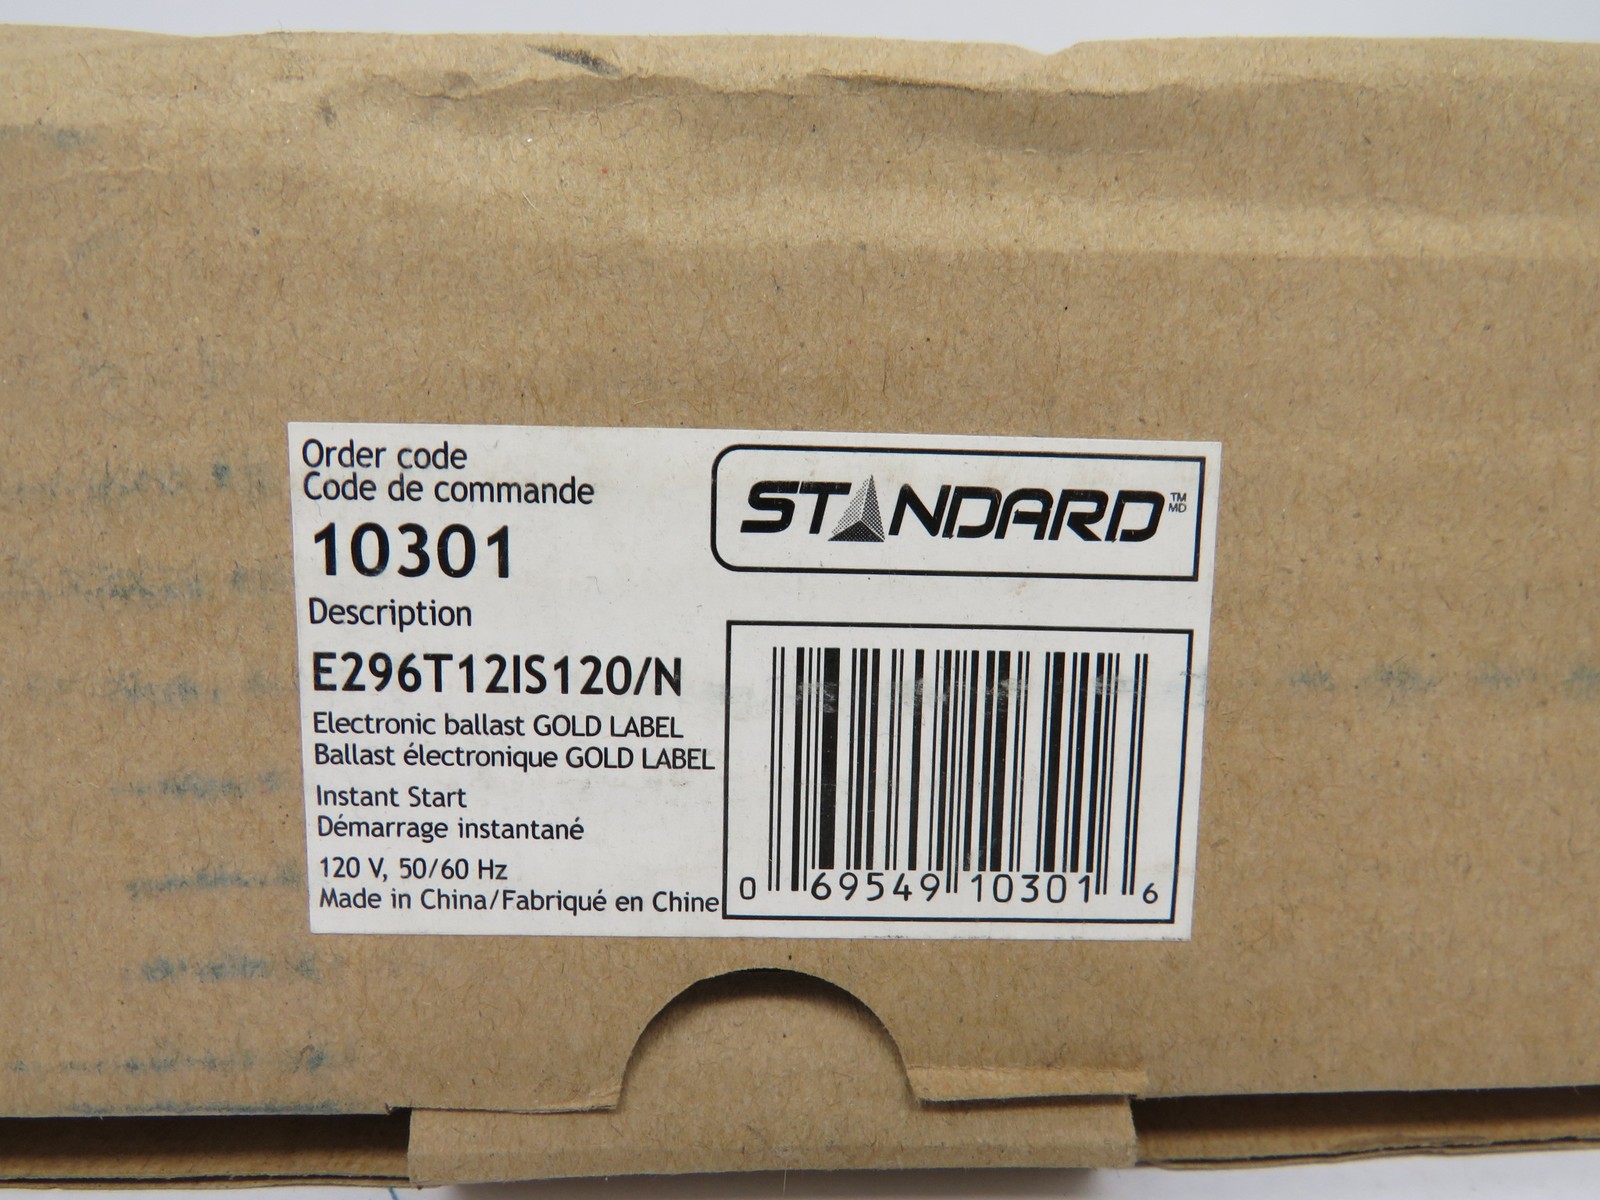 Order code
Code de commande
10301
Description
E296T12IS120/N
Electronic ballast GOLD LABEL
Ballast électronique GOLD LABEL
Instant Start
Démarrage instantané
120 V, 50/60 Hz
Made in China/Fabriqué en Chine
STANDARD TM MD
0 69549 10301 6